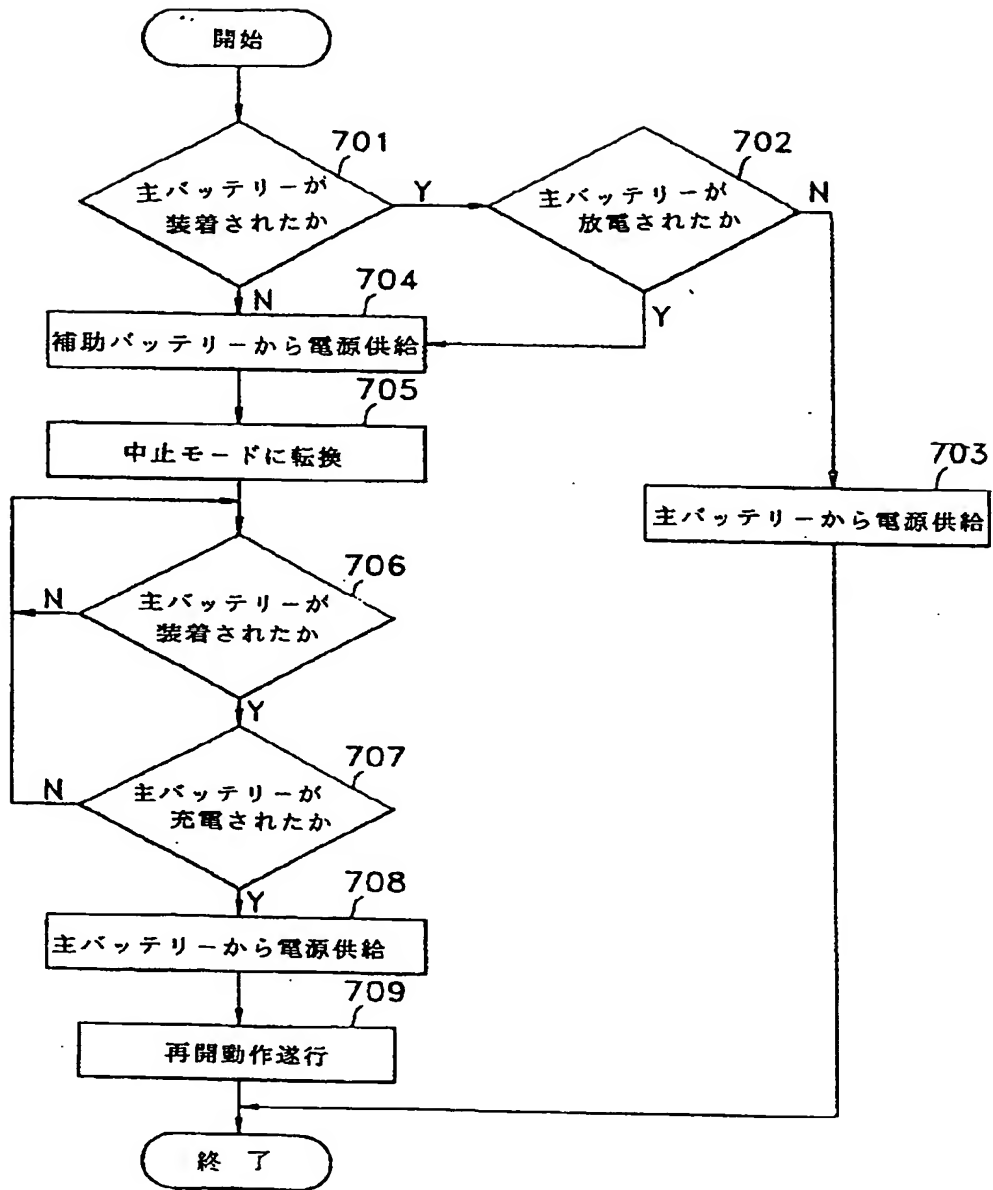 開始
701
主バッテリーが
装着されたか
Y
702
主バッテリーが
放電されたか
N
N
Y
704
補助バッテリーから電源供給
705
中止モードに転換
703
主バッテリーから電源供給
706
主バッテリーが
装着されたか
N
Y
707
主バッテリーが
充電されたか
N
Y
708
主バッテリーから電源供給
709
再開動作遂行
終了